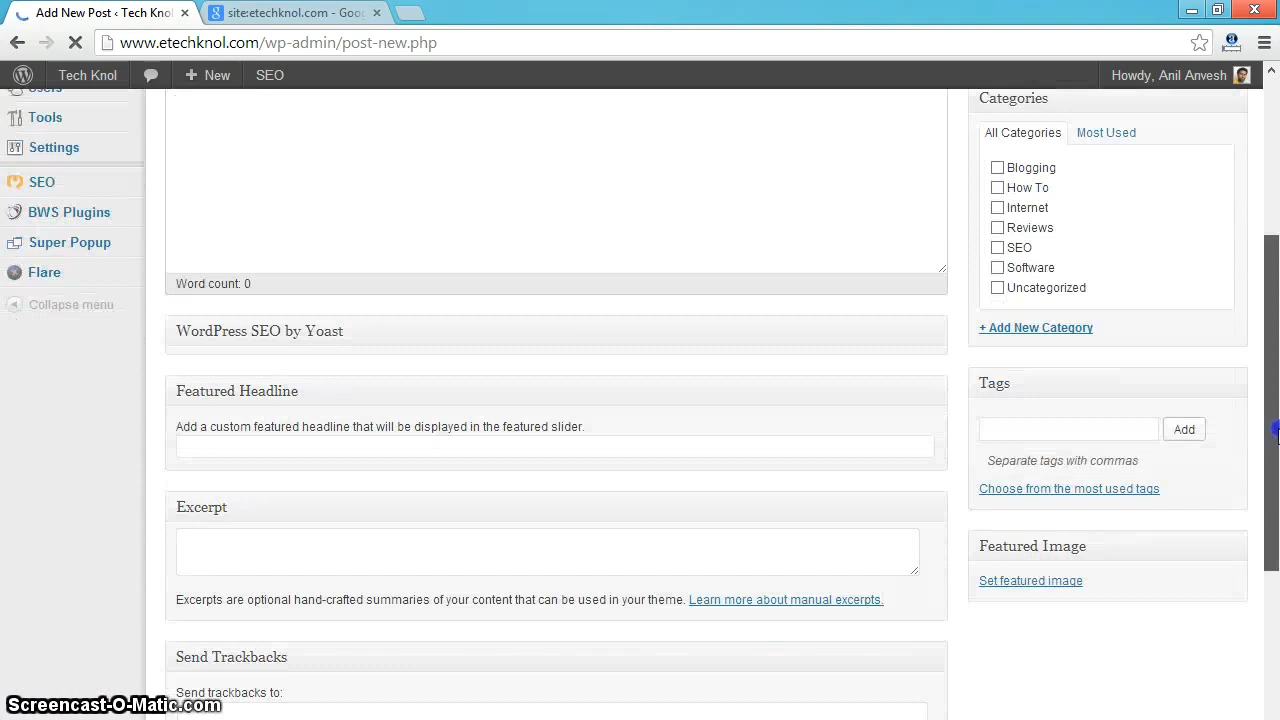 Add New Post ‹ Tech Knol
site:etechknol.com - Goog
www.etechknol.com/wp-admin/post-new.php
Tech Knol
New
SEO
Howdy, Anil Anvesh
Users
Tools
Settings
SEO
BWS Plugins
Super Popup
Flare
Collapse menu
Word count: 0
WordPress SEO by Yoast
Featured Headline
Add a custom featured headline that will be displayed in the featured slider.
Excerpt
Excerpts are optional hand-crafted summaries of your content that can be used in your theme. Learn more about manual excerpts.
Send Trackbacks
Send trackbacks to:
Categories
All Categories
Most Used
Blogging
How To
Internet
Reviews
SEO
Software
Uncategorized
+ Add New Category
Tags
Add
Separate tags with commas
Choose from the most used tags
Featured Image
Set featured image
Screencast-O-Matic.com